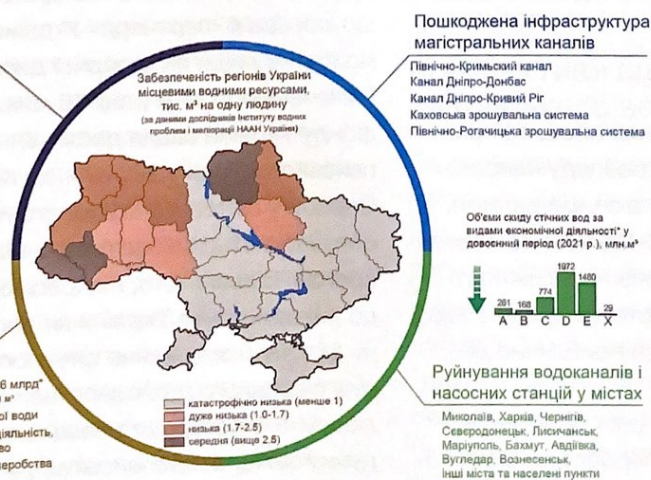 Пошкоджена інфраструктура
магістральних каналів
Північно-Кримський канал
Канал Дніпро-Донбас
Канал Дніпро-Кривий Ріг
Каховська зрошувальна система
Північно-Рогачицька зрошувальна система
Забезпеченість регіонів України
місцевими водними ресурсами,
тис. м³ на одну людину
(за даними дослідників Інституту водних
проблем і меліорації НААН України)
Об'єми скиду стічних вод за
видами економічної діяльності* у
довоєнний період (2021 р.), млн.м³
261 168 774 1972 1480 29
A B C D E X
катастрофічно низька (менше 1)
дуже низька (1.0-1.7)
низька (1.7-2.5)
середня (вище 2.5)
6 млрд*
м³
ої води
діяльність,
во
меробства
Руйнування водоканалів і
насосних станцій у містах
Миколаїв, Харків, Чернігів,
Сєвєродонецьк, Лисичанськ,
Маріуполь, Бахмут, Авдіївка,
Вугледар, Вознесенськ,
інші міста та населені пункти